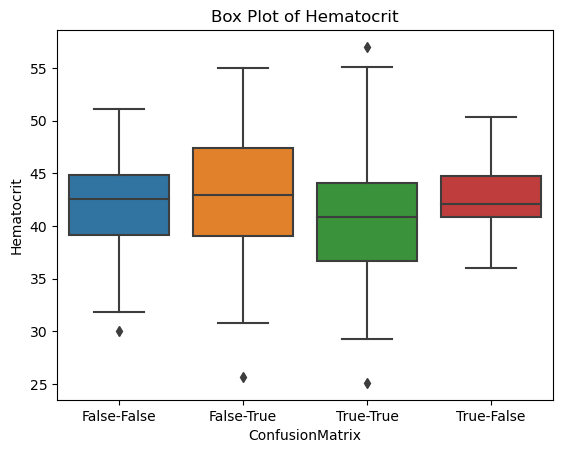 Box Plot of Hematocrit
Hematocrit
55
50
45
40
35
30
25
False-False
False-True
True-True
True-False
ConfusionMatrix